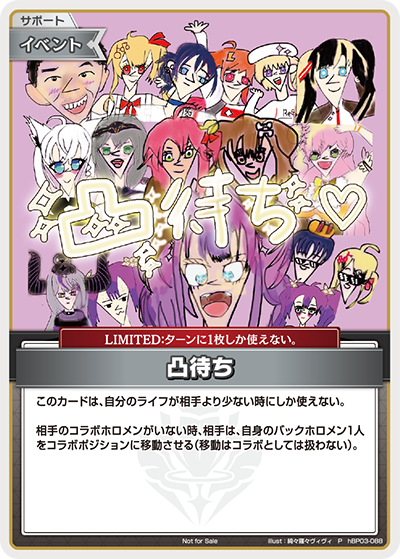 サポート
イベント
凸待ち♡
LIMITED:ターンに1枚しか使えない。
凸待ち
このカードは、自分のライフが相手より少ない時にしか使えない。
相手のコラボホロメンがいない時、相手は、自身のバックホロメン1人
をコラボポジションに移動させる(移動はコラボとしては扱わない)。
Not for Sale
illust：綺々羅々ヴィヴィ P hBP03-088